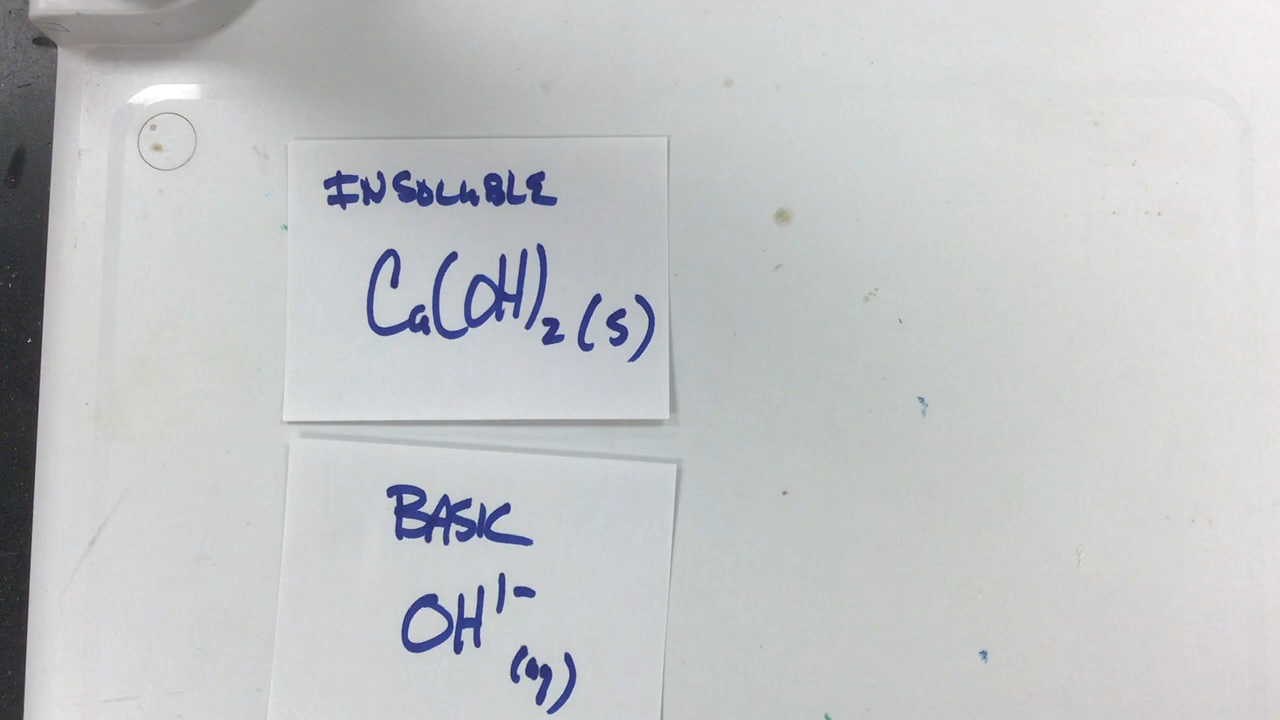 INSOLUBLE
Ca(OH)₂(s)
BASIC
OH¹⁻
(aq)